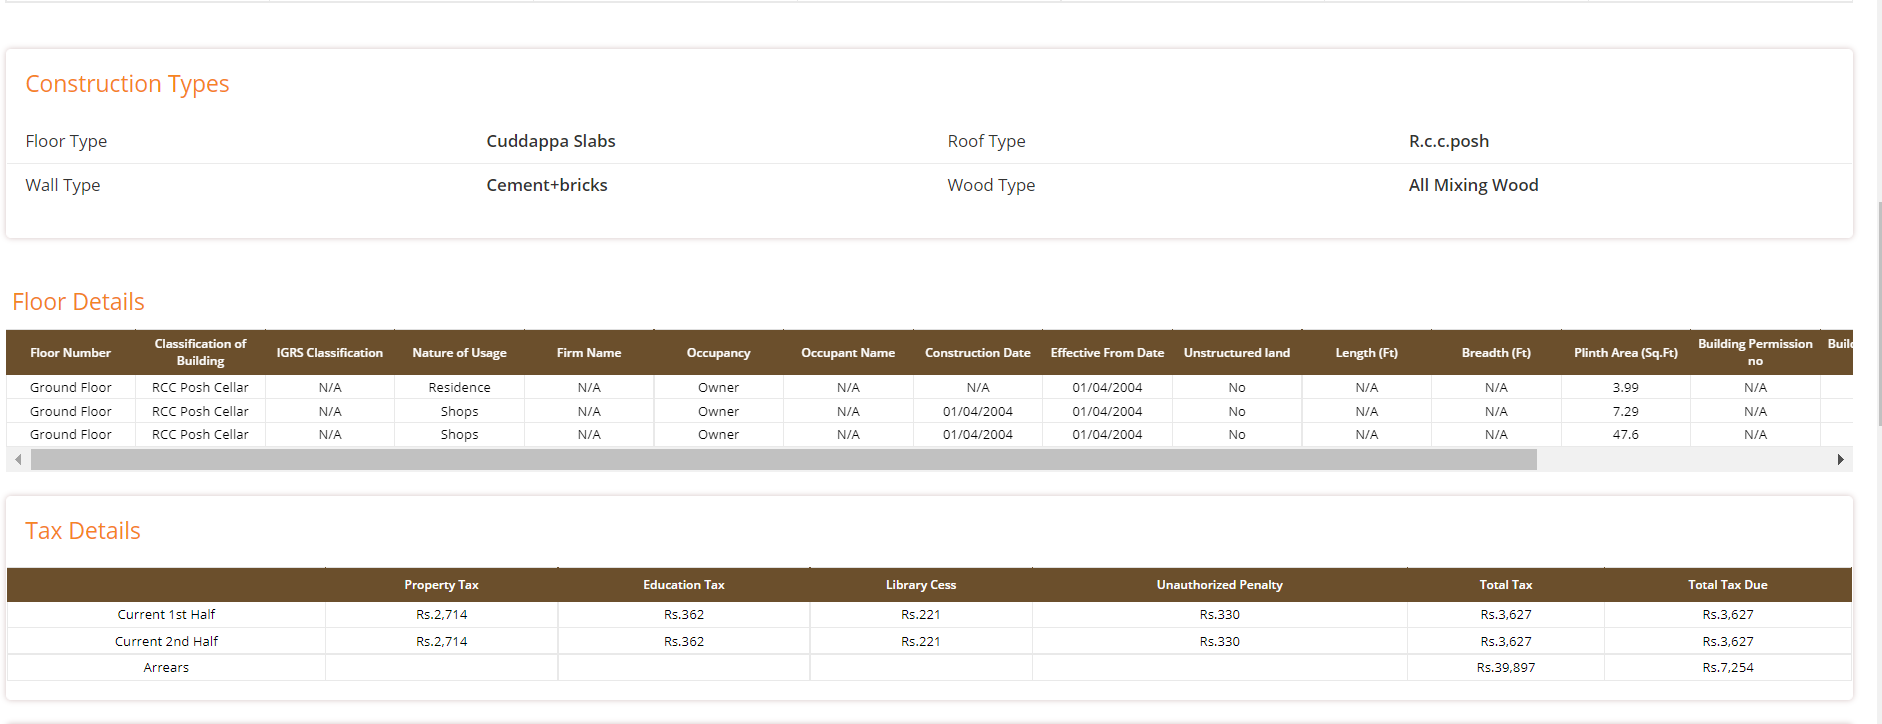 Construction Types
Floor Type Cuddappa Slabs Roof Type R.c.c.posh
Wall Type Cement+bricks Wood Type All Mixing Wood
Floor Details
Floor Number Classification of Building IGRS Classification Nature of Usage Firm Name Occupancy Occupant Name Construction Date Effective From Date Unstructured land Length (Ft) Breadth (Ft) Plinth Area (Sq.Ft) Building Permission no
Ground Floor RCC Posh Cellar N/A Residence N/A Owner N/A N/A 01/04/2004 No N/A N/A 3.99 N/A
Ground Floor RCC Posh Cellar N/A Shops N/A Owner N/A 01/04/2004 01/04/2004 No N/A N/A 7.29 N/A
Ground Floor RCC Posh Cellar N/A Shops N/A Owner N/A 01/04/2004 01/04/2004 No N/A N/A 47.6 N/A
Tax Details
Property Tax Education Tax Library Cess Unauthorized Penalty Total Tax Total Tax Due
Current 1st Half Rs.2,714 Rs.362 Rs.221 Rs.330 Rs.3,627 Rs.3,627
Current 2nd Half Rs.2,714 Rs.362 Rs.221 Rs.330 Rs.3,627 Rs.3,627
Arrears Rs.39,897 Rs.7,254